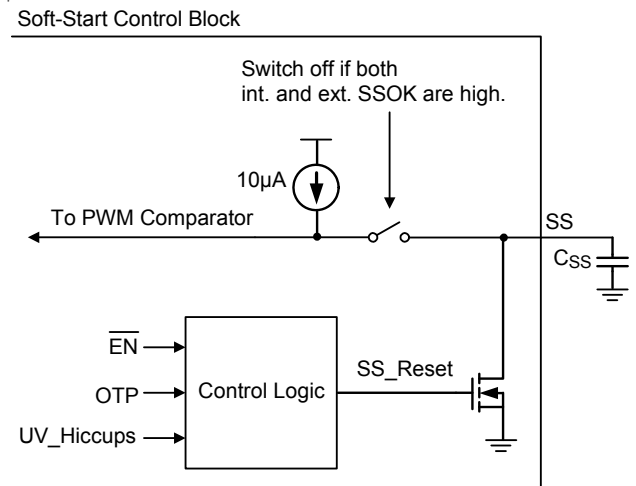 Soft-Start Control Block
Switch off if both
int. and ext. SSOK are high.
10µA
To PWM Comparator
SS
CSS
EN
OTP
UV_Hiccups
Control Logic
SS_Reset